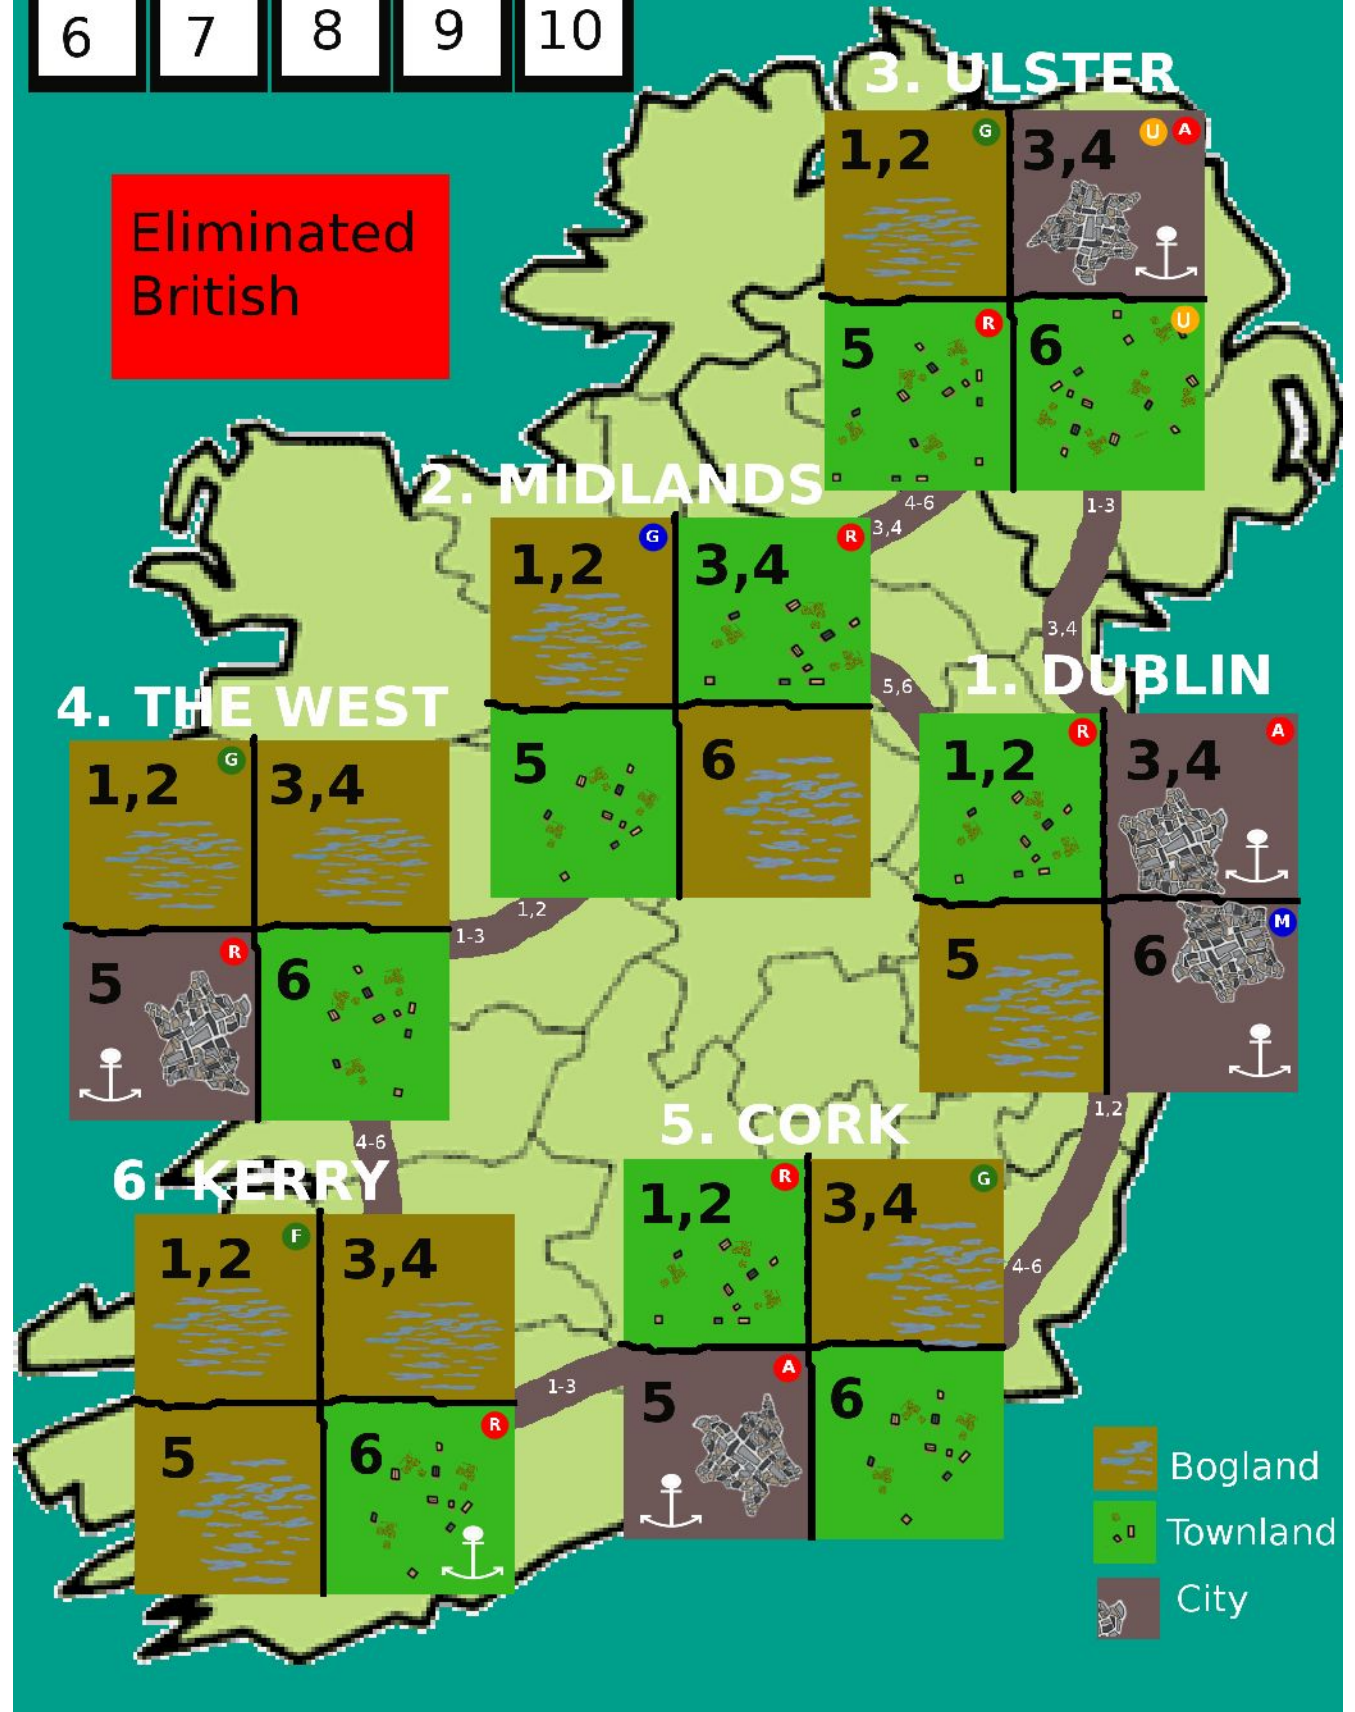 6 7 8 9 10
3. ULSTER
1,2 G 3,4 U A
Eliminated
British
5 R 6 U
2. MIDLANDS
4-6 1-3
3,4
1,2 G 3,4 R
3,4
1. DUBLIN
5,6
4. THE WEST
1,2 R 3,4 A
5 6
1,2 G 3,4
1,2
1-3
5 R 6
5 6 M
1,2
5. CORK
4-6
6. KERRY
1,2 R 3,4 G
1,2 F 3,4
4-6
1-3
5 A 6
5 6 R
Bogland
Townland
City